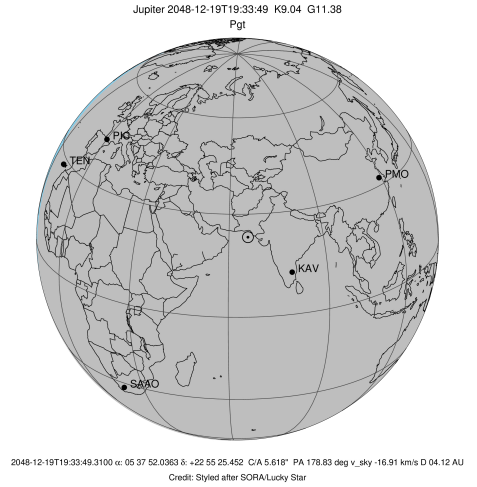 Jupiter 2048-12-19T19:33:49 K9.04 G11.38
Pgt
PIC
TEN
PMO
KAV
SAAO
2048-12-19T19:33:49.3100 α: 05 37 52.0363 δ: +22 55 25.452 C/A 5.618" PA 178.83 deg v_sky -16.91 km/s D 04.12 AU
Credit: Styled after SORA/Lucky Star